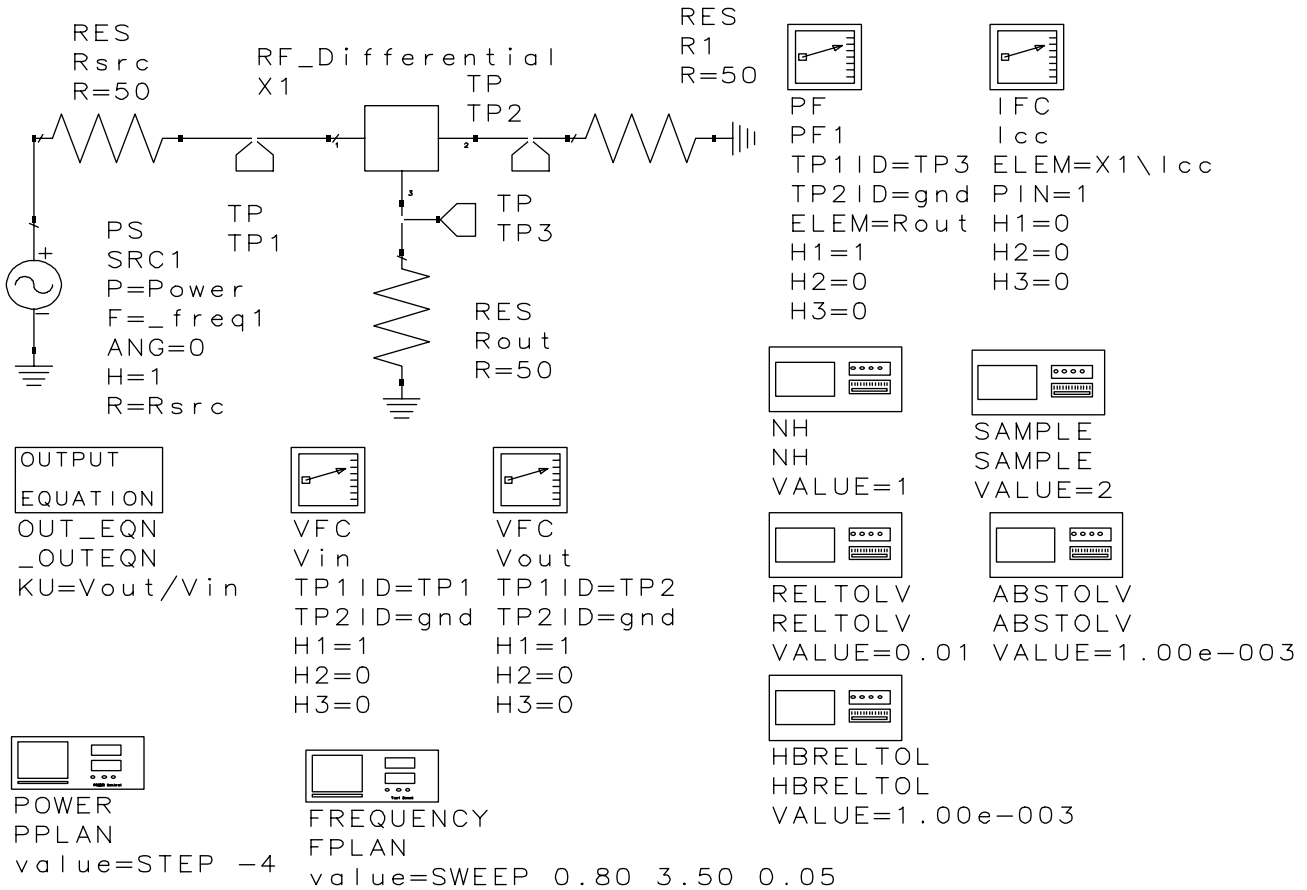 RES
Rsrc
R=50
RF_Differential
X1
TP
TP2
RES
R1
R=50
1
2
3
TP
TP1
TP
TP3
PS
SRC1
P=Power
F=_freq1
ANG=0
H=1
R=Rsrc
+
−
RES
Rout
R=50
PF
PF1
TP1ID=TP3
TP2ID=gnd
ELEM=Rout
H1=1
H2=0
H3=0
IFC
Icc
ELEM=X1\Icc
PIN=1
H1=0
H2=0
H3=0
NH
NH
VALUE=1
SAMPLE
SAMPLE
VALUE=2
OUTPUT
EQUATION
OUT_EQN
_OUTEQN
KU=Vout/Vin
VFC
Vin
TP1ID=TP1
TP2ID=gnd
H1=1
H2=0
H3=0
VFC
Vout
TP1ID=TP2
TP2ID=gnd
H1=1
H2=0
H3=0
RELTOLV
RELTOLV
VALUE=0.01
ABSTOLV
ABSTOLV
VALUE=1.00e−003
HBRELTOL
HBRELTOL
VALUE=1.00e−003
POWER
PPLAN
value=STEP −4
FREQUENCY
FPLAN
value=SWEEP 0.80 3.50 0.05